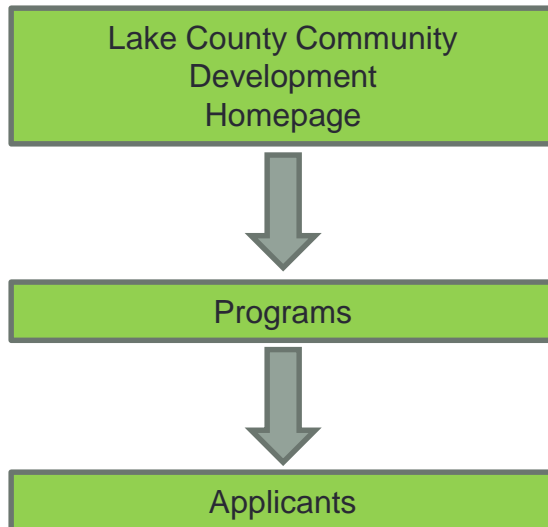 Lake County Community
Development
Homepage
Programs
Applicants